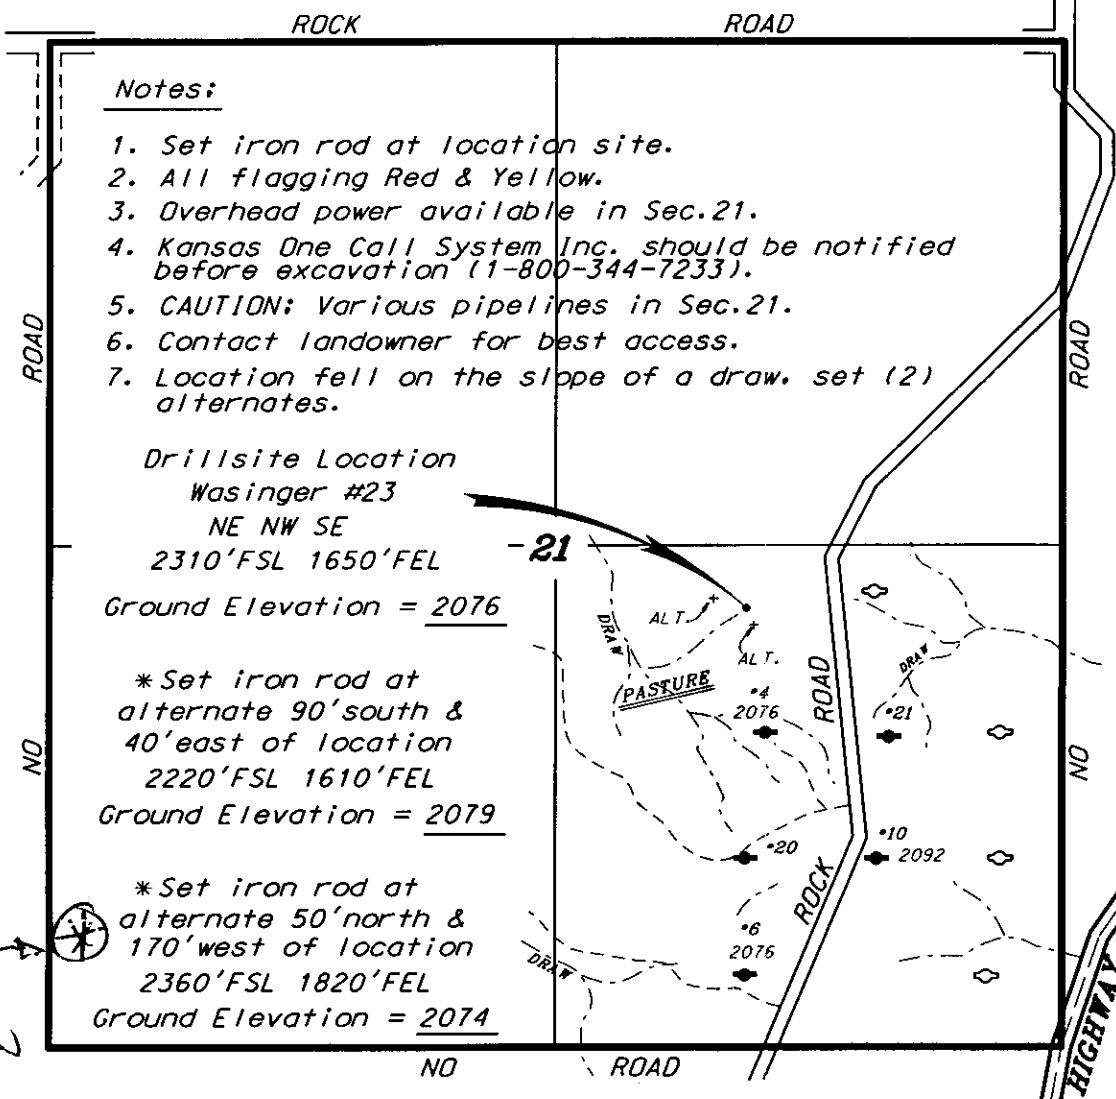 ROCK ROAD
Notes:
1. Set iron rod at location site.
2. All flagging Red & Yellow.
3. Overhead power available in Sec.21.
4. Kansas One Call System Inc. should be notified
before excavation (1-800-344-7233).
5. CAUTION: Various pipelines in Sec.21.
6. Contact landowner for best access.
7. Location fell on the slope of a draw. set (2)
alternates.
Drillsite Location
Wasinger #23
NE NW SE
2310'FSL 1650'FEL
Ground Elevation = 2076
*Set iron rod at
alternate 90'south &
40'east of location
2220'FSL 1610'FEL
Ground Elevation = 2079
*Set iron rod at
alternate 50'north &
170'west of location
2360'FSL 1820'FEL
Ground Elevation = 2074
NO ROAD
21
ALT.
ALT.
DRAW
PASTURE
DRAW
•4
2076
•21
•20
•10
2092
•6
2076
DRAW
ROCK ROAD
NO ROAD
NO ROAD
NO ROAD
HIGHWAY